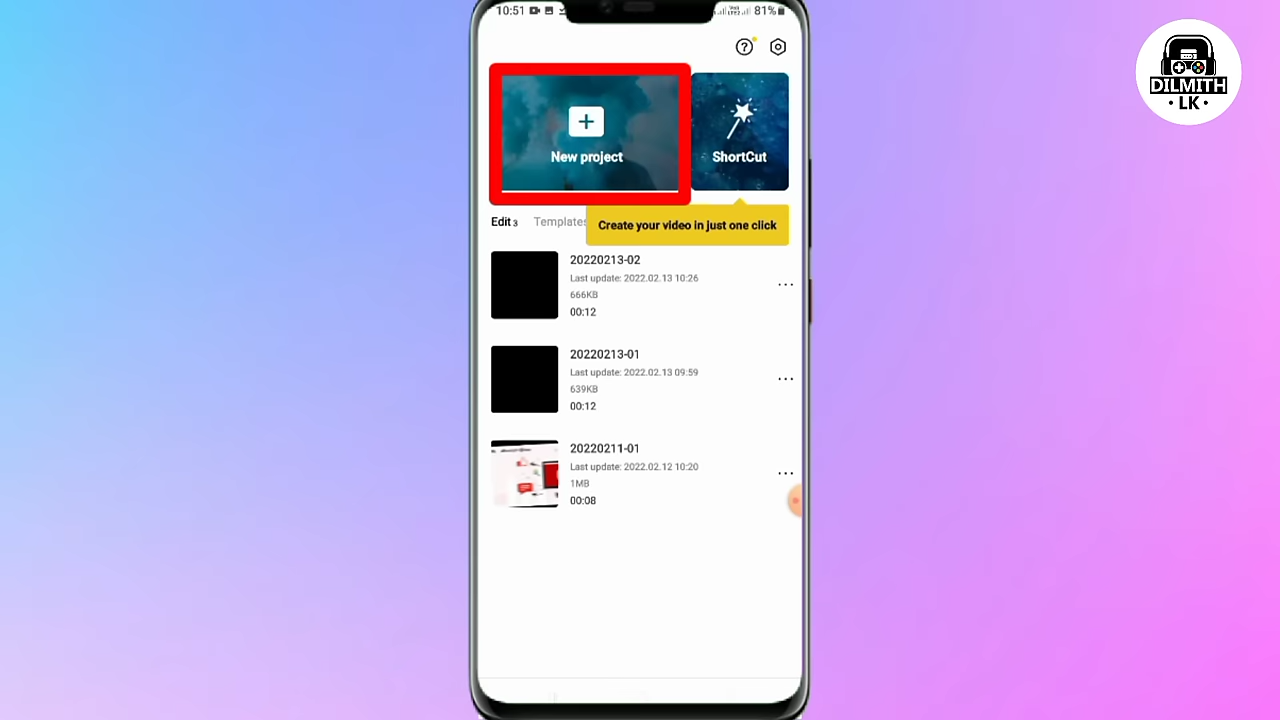 10:51
81%
New project
ShortCut
Edit 3
Templates
Create your video in just one click
20220213-02
Last update: 2022.02.13 10:26
666KB
00:12
20220213-01
Last update: 2022.02.13 09:59
639KB
00:12
20220211-01
Last update: 2022.02.12 10:20
1MB
00:08
DILMITH
• LK •